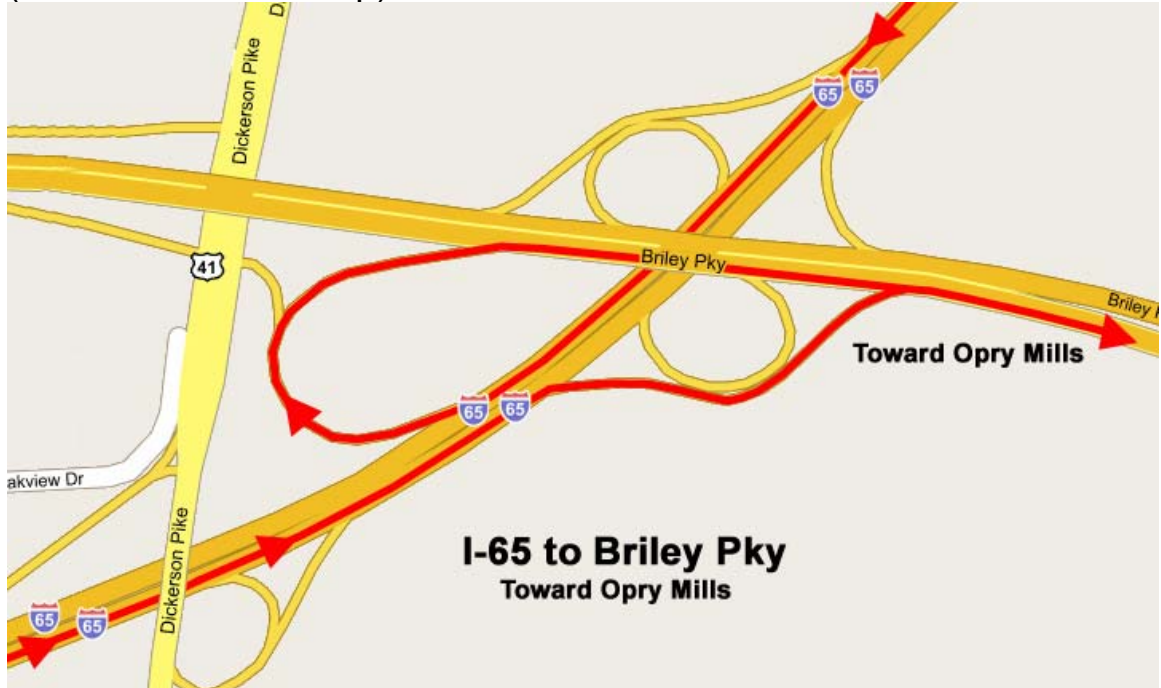 Dickerson Pike
65
65
41
Briley Pky
Briley P
Toward Opry Mills
65
65
akview Dr
Dickerson Pike
I-65 to Briley Pky
Toward Opry Mills
65
65